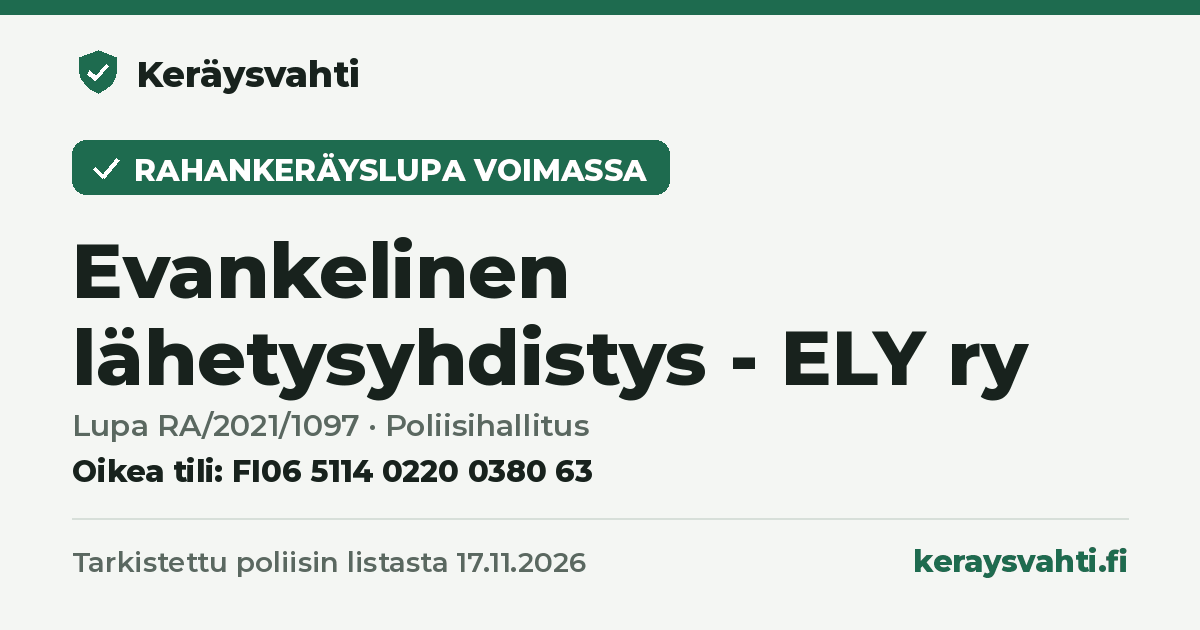 Keräysvahti
RAHANKERÄYSLUPA VOIMASSA
Evankelinen
lähetysyhdistys - ELY ry
Lupa RA/2021/1097 · Poliisihallitus
Oikea tili: FI06 5114 0220 0380 63
Tarkistettu poliisin listasta 17.11.2026
keraysvahti.fi